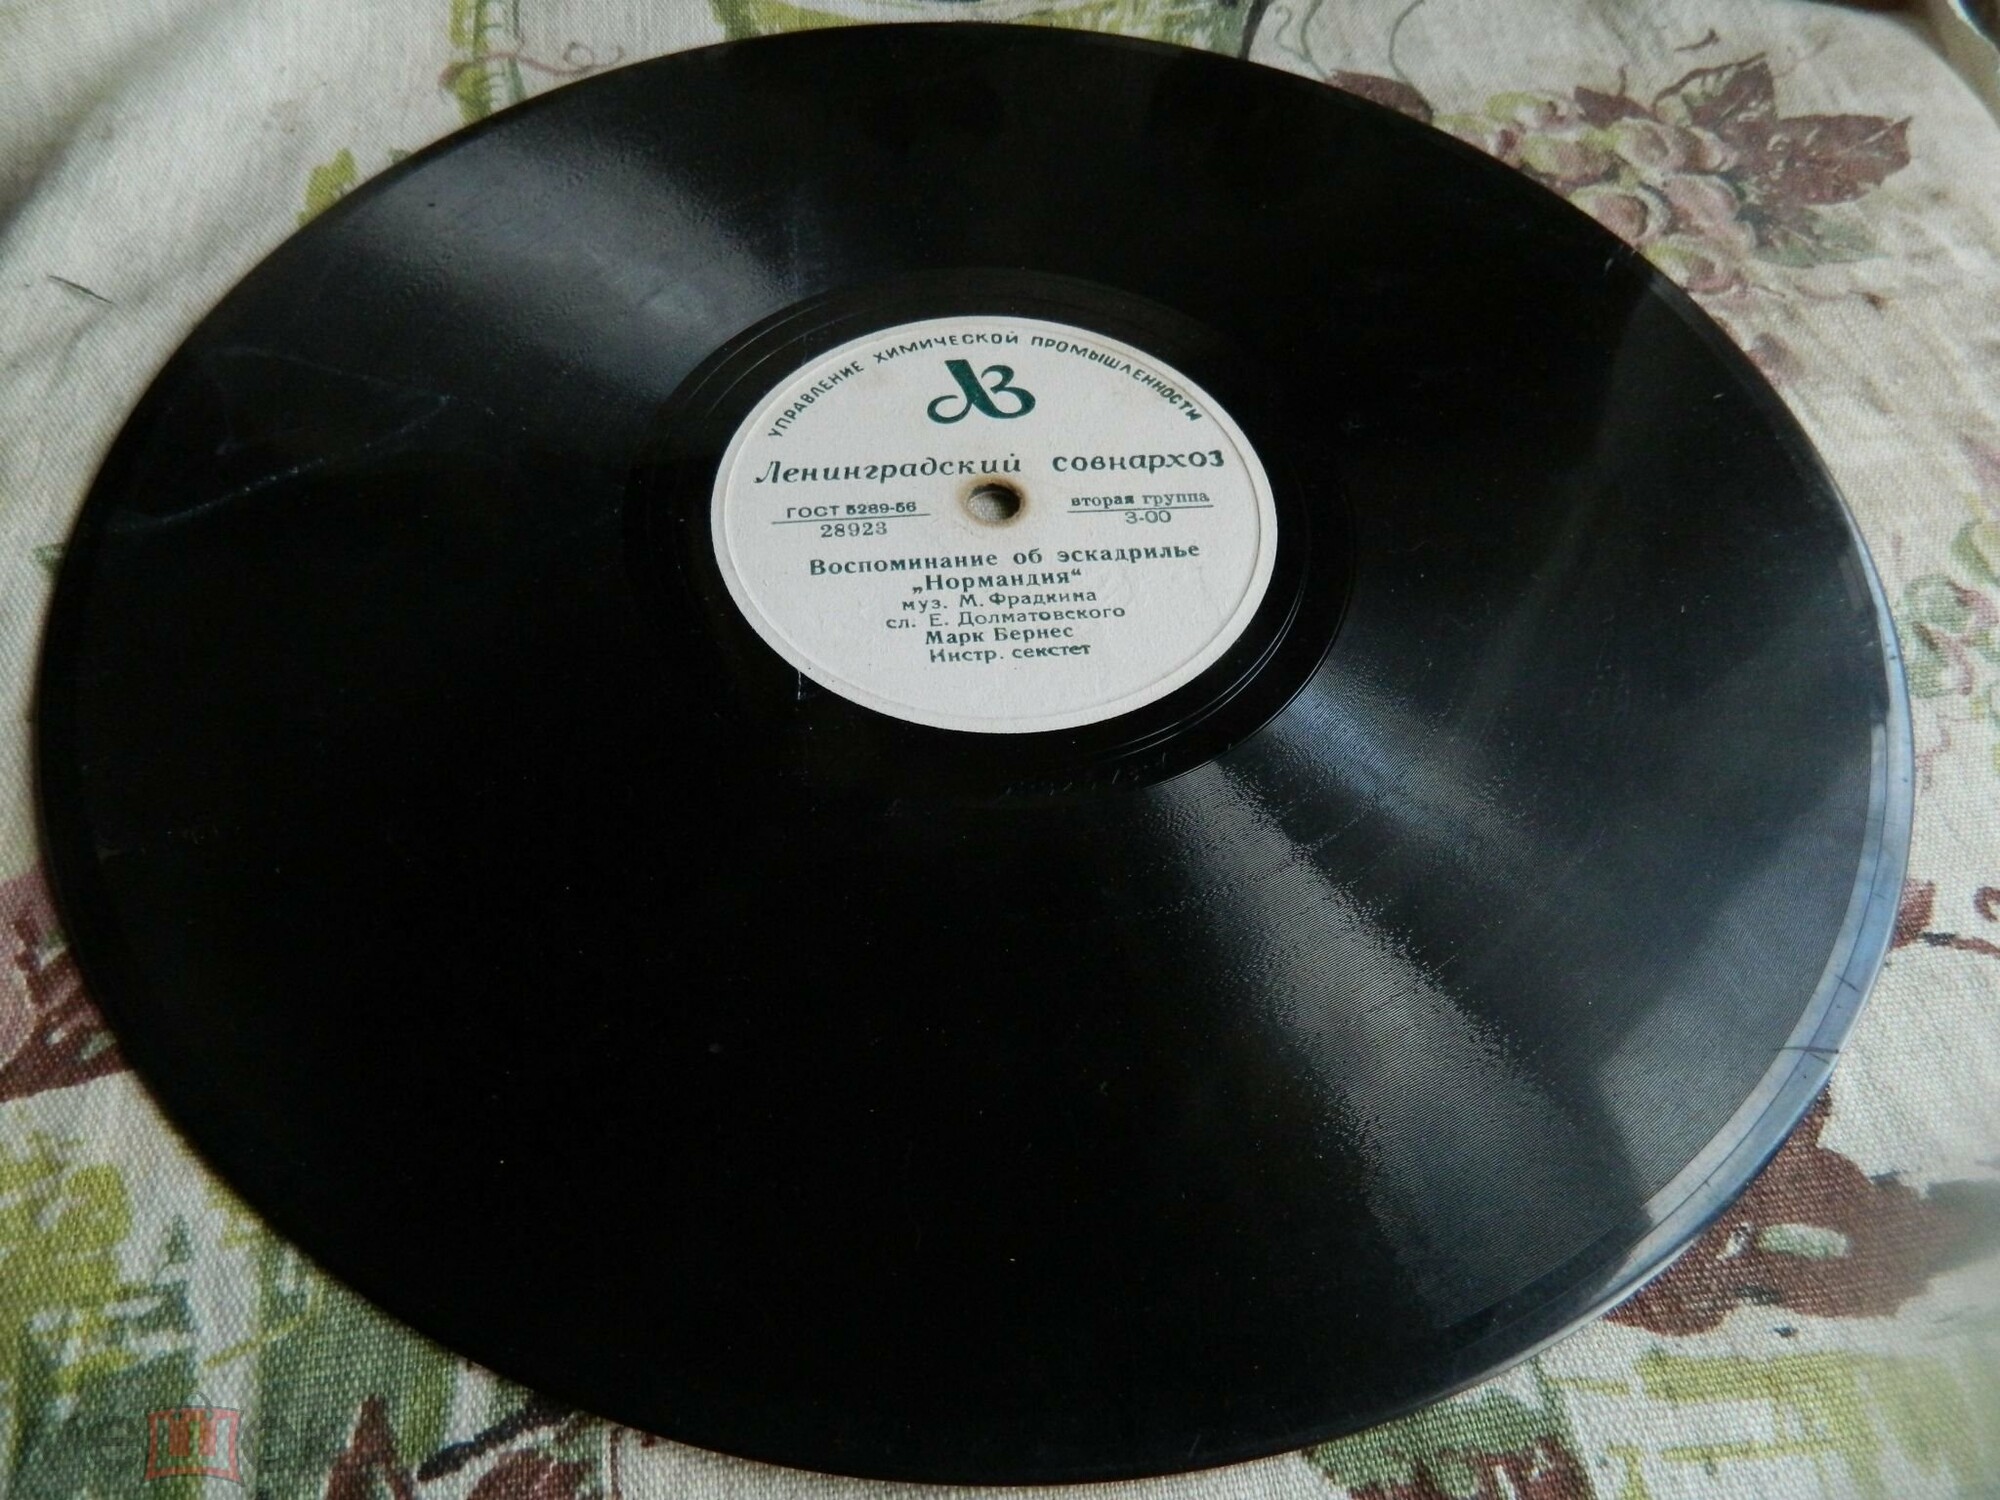 УПРАВЛЕНИЕ ХИМИЧЕСКОЙ ПРОМЫШЛЕННОСТИ
ЛЗ
Ленинградский совнархоз
ГОСТ 5289-56 вторая группа
28923 3-00
Воспоминание об эскадрилье
„Нормандия“
муз. М. Фрадкина
сл. Е. Долматовского
Марк Бернес
Инстр. секстет